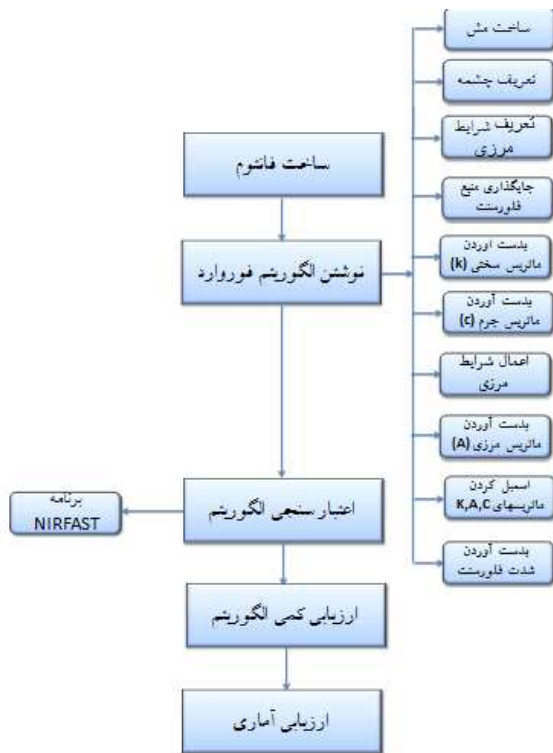 ساخت مش
تعریف چشمه
تعریف شرایط
مرزی
ساخت فانتوم
جایگذاری منبع
فلورسنت
نوشتن الگوریتم فوروارد
بدست آوردن
ماتریس سختی (k)
بدست آوردن
ماتریس جرم (c)
اعمال شرایط
مرزی
بدست آوردن
ماتریس مرزی (A)
اسمبل کردن
ماتریسهای K,A,C
اعتبار سنجی الگوریتم
برنامه
NIRFAST
بدست آوردن
شدت فلورسنت
ارزیابی کمی الگوریتم
ارزیابی آماری